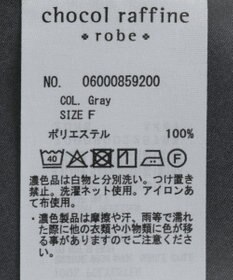 chocol raffine
robe
NO. 06000859200
COL. Gray
SIZE F
ポリエステル 100%
40 P F
濃色品は白物と分別洗い。つけ置き
禁止。洗濯ネット使用。アイロンあ
て布使用。
・濃色製品は摩擦や汗、雨等で濡れ
た際に他の衣類や小物類に色が移
る事がありますのでご注意下さい。